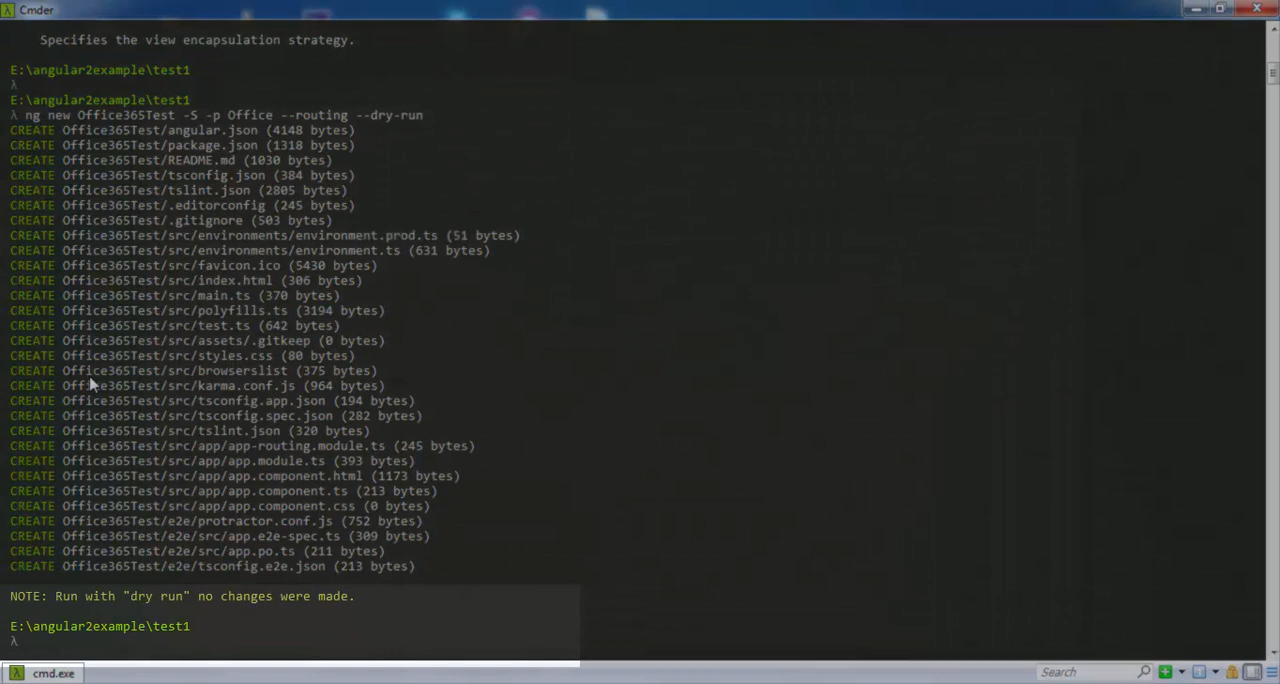 Cmder
Specifies the view encapsulation strategy.
E:\angular2example\test1
λ
E:\angular2example\test1
λ ng new Office365Test -S -p Office --routing --dry-run
CREATE Office365Test/angular.json (4148 bytes)
CREATE Office365Test/package.json (1318 bytes)
CREATE Office365Test/README.md (1030 bytes)
CREATE Office365Test/tsconfig.json (384 bytes)
CREATE Office365Test/tslint.json (2805 bytes)
CREATE Office365Test/.editorconfig (245 bytes)
CREATE Office365Test/.gitignore (503 bytes)
CREATE Office365Test/src/environments/environment.prod.ts (51 bytes)
CREATE Office365Test/src/environments/environment.ts (631 bytes)
CREATE Office365Test/src/favicon.ico (5430 bytes)
CREATE Office365Test/src/index.html (306 bytes)
CREATE Office365Test/src/main.ts (370 bytes)
CREATE Office365Test/src/polyfills.ts (3194 bytes)
CREATE Office365Test/src/test.ts (642 bytes)
CREATE Office365Test/src/assets/.gitkeep (0 bytes)
CREATE Office365Test/src/styles.css (80 bytes)
CREATE Office365Test/src/browserslist (375 bytes)
CREATE Office365Test/src/karma.conf.js (964 bytes)
CREATE Office365Test/src/tsconfig.app.json (194 bytes)
CREATE Office365Test/src/tsconfig.spec.json (282 bytes)
CREATE Office365Test/src/tslint.json (320 bytes)
CREATE Office365Test/src/app/app-routing.module.ts (245 bytes)
CREATE Office365Test/src/app/app.module.ts (393 bytes)
CREATE Office365Test/src/app/app.component.html (1173 bytes)
CREATE Office365Test/src/app/app.component.ts (213 bytes)
CREATE Office365Test/src/app/app.component.css (0 bytes)
CREATE Office365Test/e2e/protractor.conf.js (752 bytes)
CREATE Office365Test/e2e/src/app.e2e-spec.ts (309 bytes)
CREATE Office365Test/e2e/src/app.po.ts (211 bytes)
CREATE Office365Test/e2e/tsconfig.e2e.json (213 bytes)
NOTE: Run with "dry run" no changes were made.
E:\angular2example\test1
λ
cmd.exe
Search